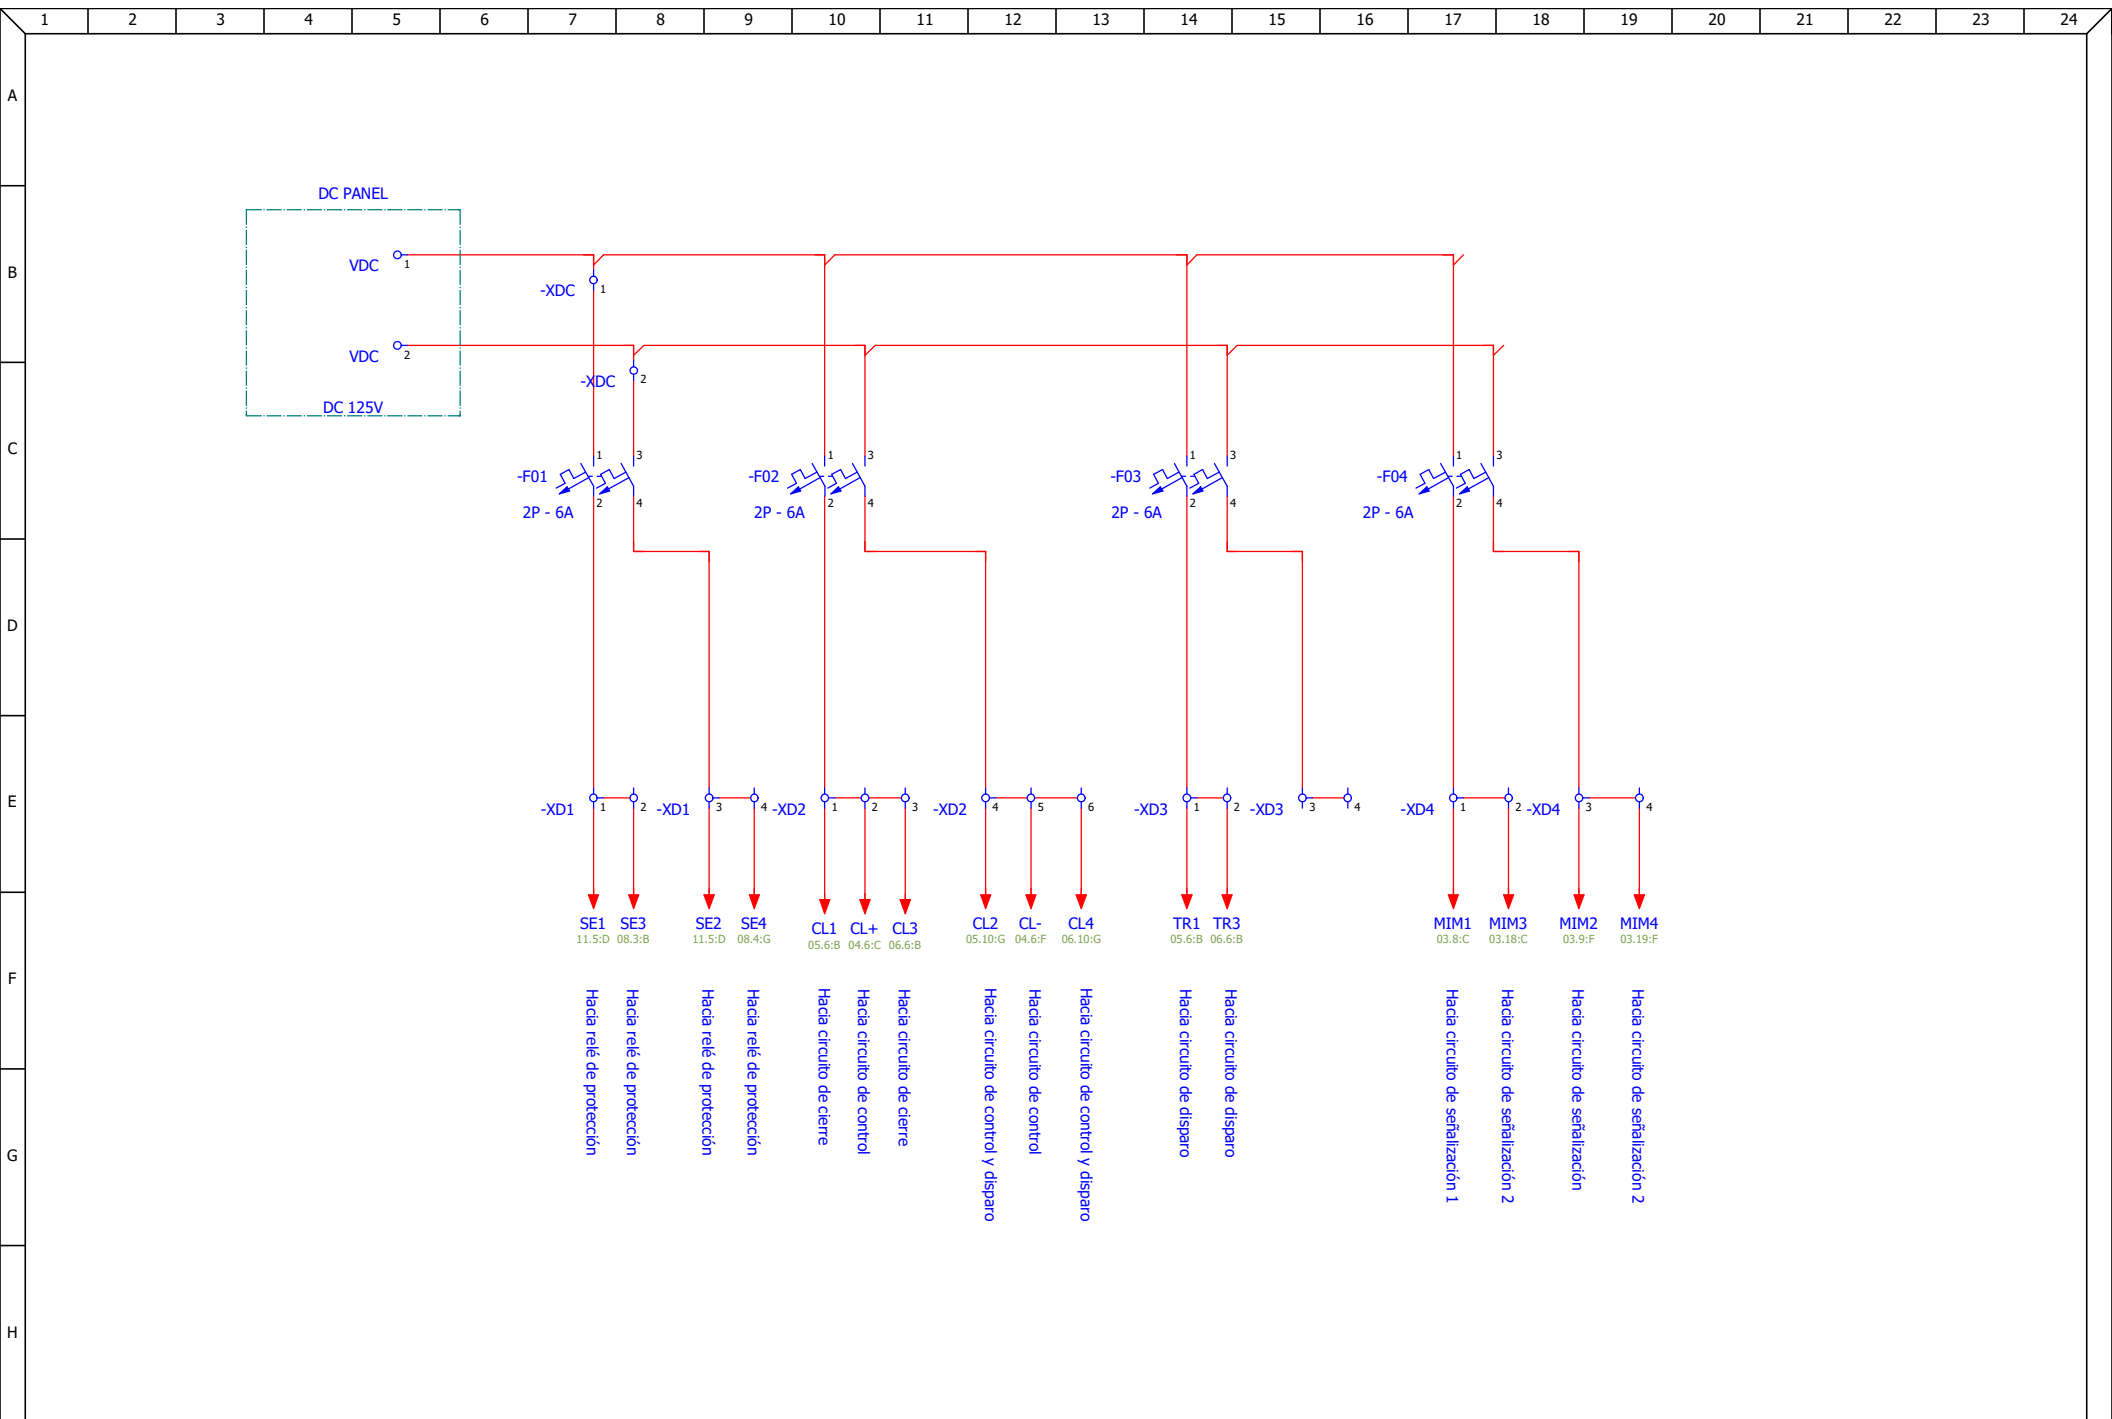 1 2 3 4 5 6 7 8 9 10 11 12 13 14 15 16 17 18 19 20 21 22 23 24
A
DC PANEL
B
VDC 1
-XDC 1
VDC 2
-XDC 2
DC 125V
C
1 3 1 3 1 3 1 3
-F01 -F02 -F03 -F04
2 4 2 4 2 4 2 4
2P - 6A 2P - 6A 2P - 6A 2P - 6A
D
E
-XD1 1 2 -XD1 3 4 -XD2 1 2 3 -XD2 4 5 6 -XD3 1 2 -XD3 3 4 -XD4 1 2 -XD4 3 4
SE1 SE3 SE2 SE4 CL1 CL+ CL3 CL2 CL- CL4 TR1 TR3 MIM1 MIM3 MIM2 MIM4
11.5:D 08.3:B 11.5:D 08.4:G 05.6:B 04.6:C 06.6:B 05.10:G 04.6:F 06.10:G 05.6:B 06.6:B 03.8:C 03.18:C 03.9:F 03.19:F
F
Hacia relé de protección
Hacia relé de protección
Hacia relé de protección
Hacia relé de protección
Hacia circuito de cierre
Hacia circuito de control
Hacia circuito de cierre
Hacia circuito de control y disparo
Hacia circuito de control
Hacia circuito de control y disparo
Hacia circuito de disparo
Hacia circuito de disparo
Hacia circuito de señalización 1
Hacia circuito de señalización 2
Hacia circuito de señalización
Hacia circuito de señalización 2
G
H